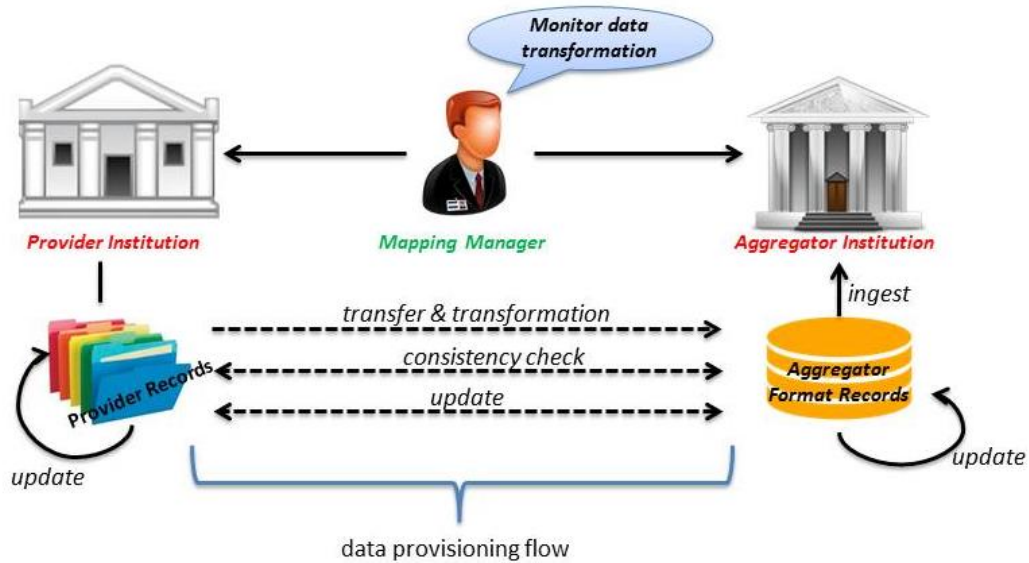 Monitor data
transformation
Provider Institution
Mapping Manager
Aggregator Institution
ingest
transfer & transformation
consistency check
update
Provider Records
Aggregator
Format Records
update
update
data provisioning flow